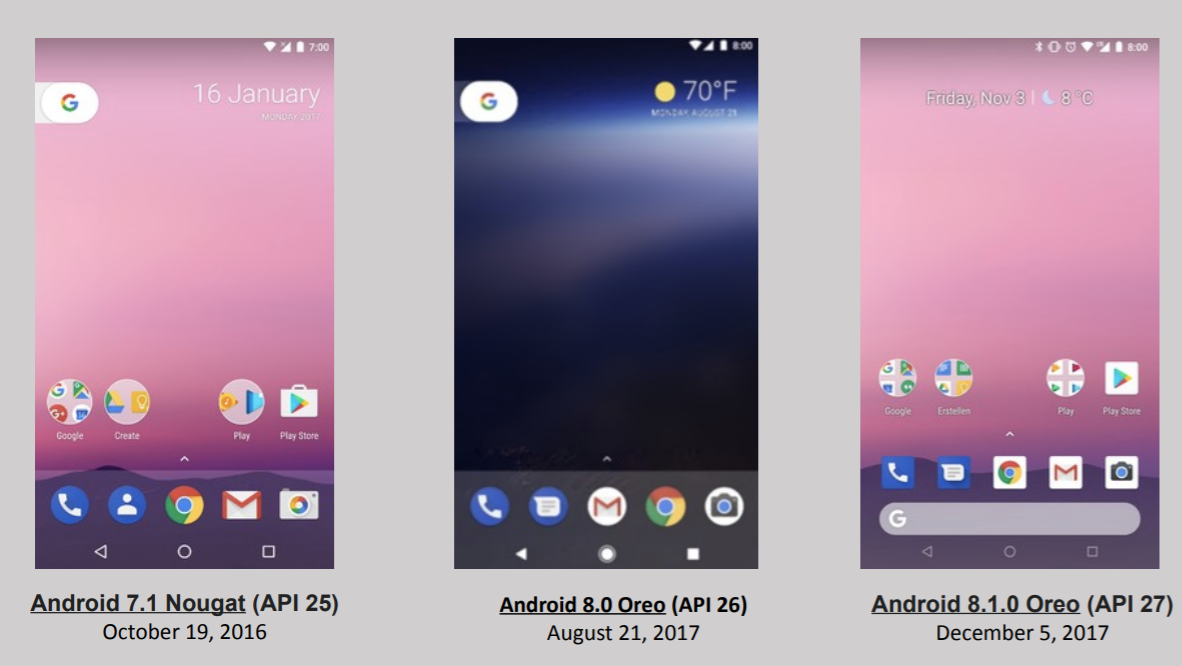 7:00
G
16 January
MONDAY 2017
Google
Create
Play
Play Store
Android 7.1 Nougat (API 25)
October 19, 2016
8:00
G
70°F
MONDAY, AUGUST 21
Android 8.0 Oreo (API 26)
August 21, 2017
8:00
Friday, Nov 3 | 8 °C
Google
Erstellen
Play
Play Store
G
Android 8.1.0 Oreo (API 27)
December 5, 2017